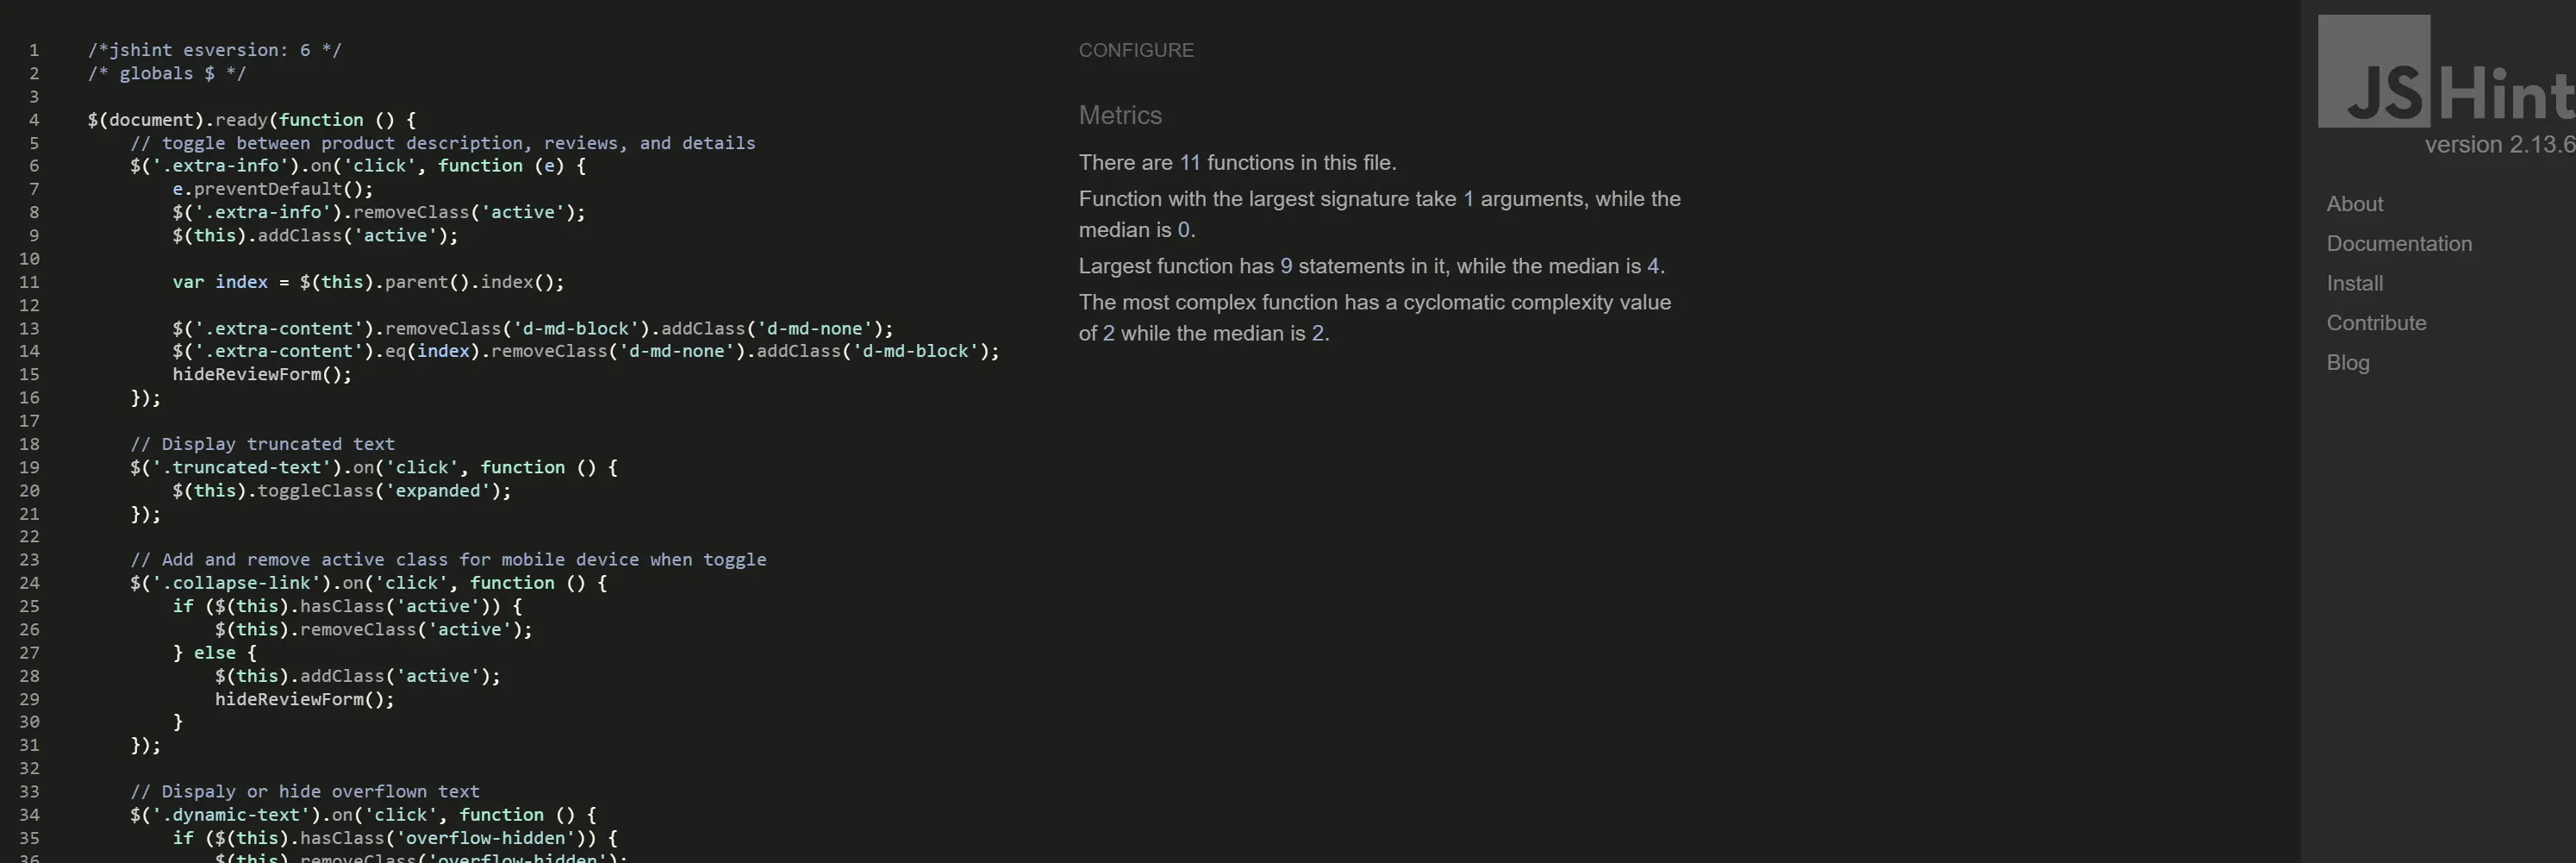 1 /*jshint esversion: 6 */
2 /* globals $ */
3
4 $(document).ready(function () {
5 // toggle between product description, reviews, and details
6 $('.extra-info').on('click', function (e) {
7 e.preventDefault();
8 $('.extra-info').removeClass('active');
9 $(this).addClass('active');
10
11 var index = $(this).parent().index();
12
13 $('.extra-content').removeClass('d-md-block').addClass('d-md-none');
14 $('.extra-content').eq(index).removeClass('d-md-none').addClass('d-md-block');
15 hideReviewForm();
16 });
17
18 // Display truncated text
19 $('.truncated-text').on('click', function () {
20 $(this).toggleClass('expanded');
21 });
22
23 // Add and remove active class for mobile device when toggle
24 $('.collapse-link').on('click', function () {
25 if ($(this).hasClass('active')) {
26 $(this).removeClass('active');
27 } else {
28 $(this).addClass('active');
29 hideReviewForm();
30 }
31 });
32
33 // Dispaly or hide overflown text
34 $('.dynamic-text').on('click', function () {
35 if ($(this).hasClass('overflow-hidden')) {
36 $(this).removeClass('overflow-hidden');
CONFIGURE
Metrics
There are 11 functions in this file.
Function with the largest signature take 1 arguments, while the
median is 0.
Largest function has 9 statements in it, while the median is 4.
The most complex function has a cyclomatic complexity value
of 2 while the median is 2.
JSHint
version 2.13.6
About
Documentation
Install
Contribute
Blog